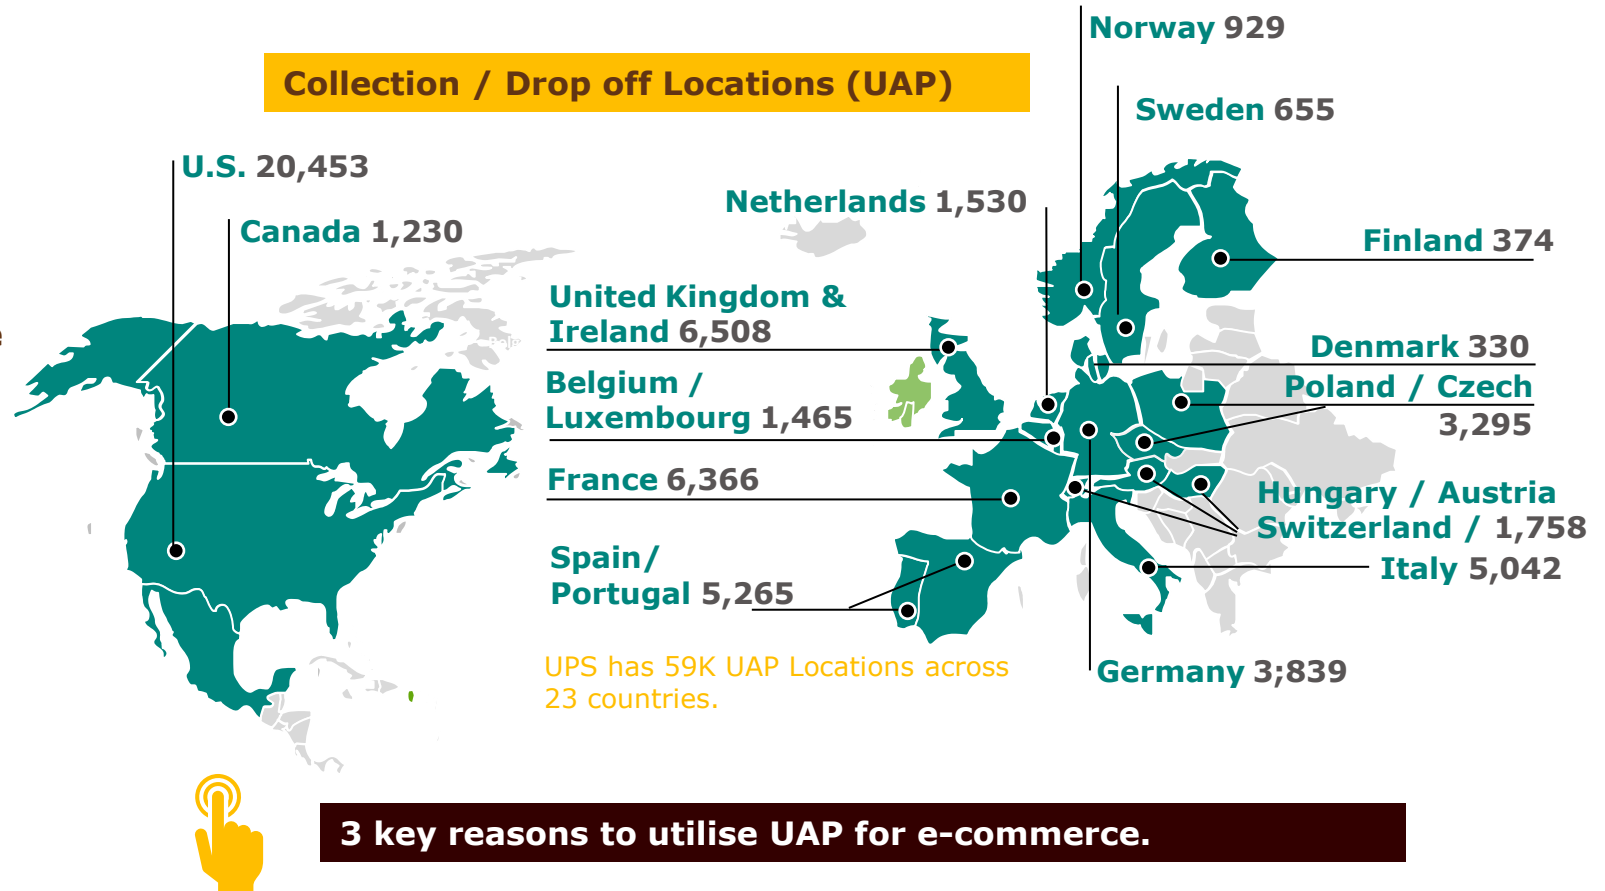 Norway 929
Collection / Drop off Locations (UAP)
Sweden 655
U.S. 20,453
Netherlands 1,530
Canada 1,230
Finland 374
United Kingdom &
Ireland 6,508
Denmark 330
Belgium /
Luxembourg 1,465
Poland / Czech
3,295
France 6,366
Hungary / Austria
Switzerland / 1,758
Spain/
Portugal 5,265
Italy 5,042
UPS has 59K UAP Locations across
23 countries.
Germany 3;839
3 key reasons to utilise UAP for e-commerce.